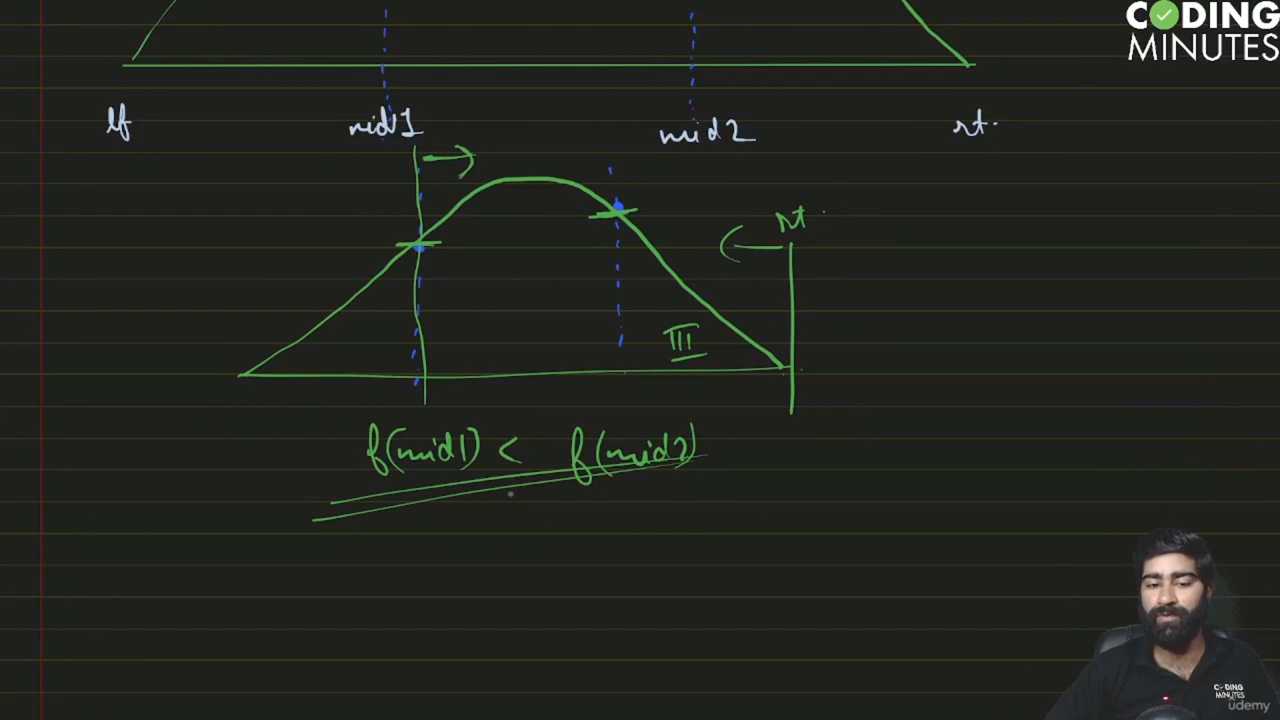 CODING
MINUTES
lf mid1 mid2 rt.
rt
III
f(mid1) < f(mid2)
CODING
MINUTES
udemy